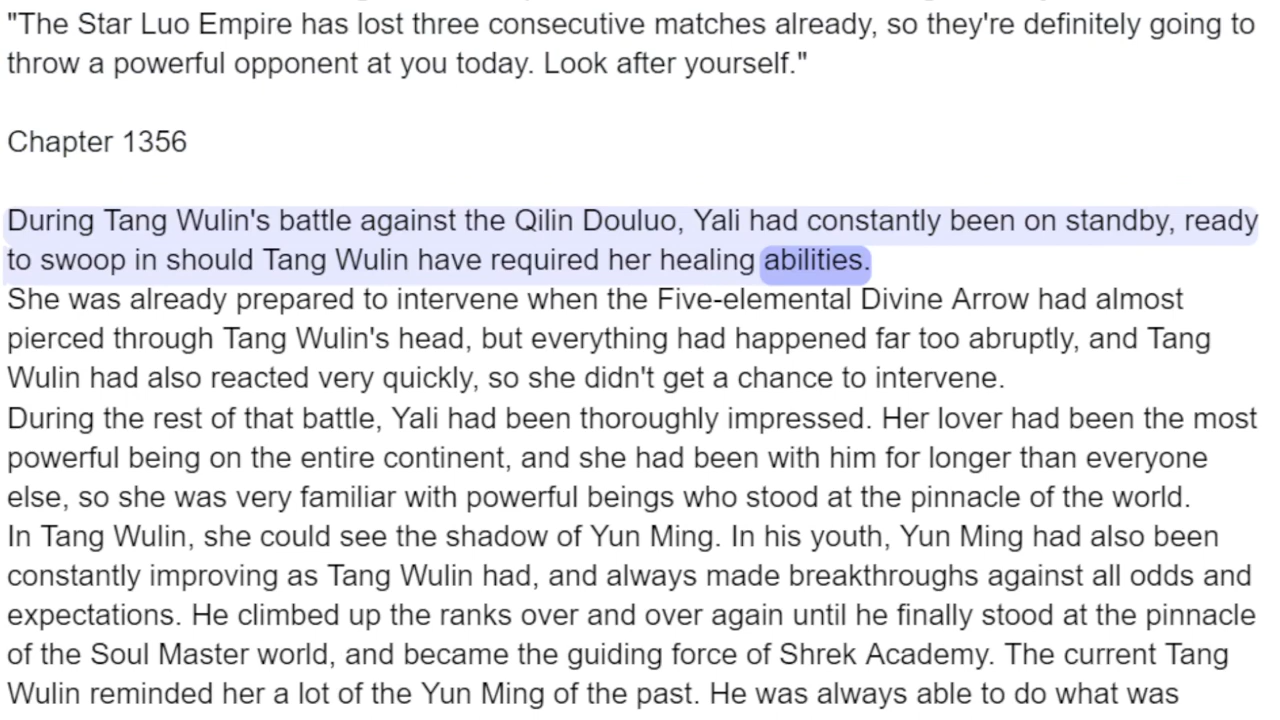 "The Star Luo Empire has lost three consecutive matches already, so they're definitely going to
throw a powerful opponent at you today. Look after yourself."
Chapter 1356
During Tang Wulin's battle against the Qilin Douluo, Yali had constantly been on standby, ready
to swoop in should Tang Wulin have required her healing abilities.
She was already prepared to intervene when the Five-elemental Divine Arrow had almost
pierced through Tang Wulin's head, but everything had happened far too abruptly, and Tang
Wulin had also reacted very quickly, so she didn't get a chance to intervene.
During the rest of that battle, Yali had been thoroughly impressed. Her lover had been the most
powerful being on the entire continent, and she had been with him for longer than everyone
else, so she was very familiar with powerful beings who stood at the pinnacle of the world.
In Tang Wulin, she could see the shadow of Yun Ming. In his youth, Yun Ming had also been
constantly improving as Tang Wulin had, and always made breakthroughs against all odds and
expectations. He climbed up the ranks over and over again until he finally stood at the pinnacle
of the Soul Master world, and became the guiding force of Shrek Academy. The current Tang
Wulin reminded her a lot of the Yun Ming of the past. He was always able to do what was